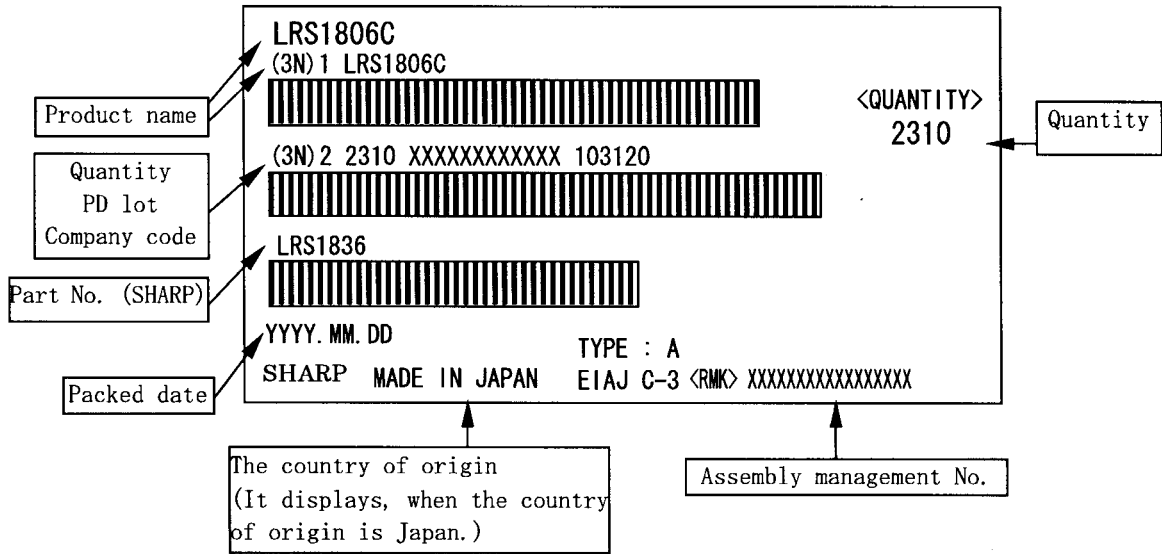 LRS1806C
(3N)1 LRS1806C
<QUANTITY>
2310
Product name
Quantity
(3N)2 2310 XXXXXXXXXXXX 103120
Quantity
PD lot
Company code
LRS1836
Part No. (SHARP)
YYYY.MM.DD
TYPE : A
SHARP MADE IN JAPAN EIAJ C-3 <RMK> XXXXXXXXXXXXXXXXX
Packed date
The country of origin
(It displays, when the country
of origin is Japan.)
Assembly management No.